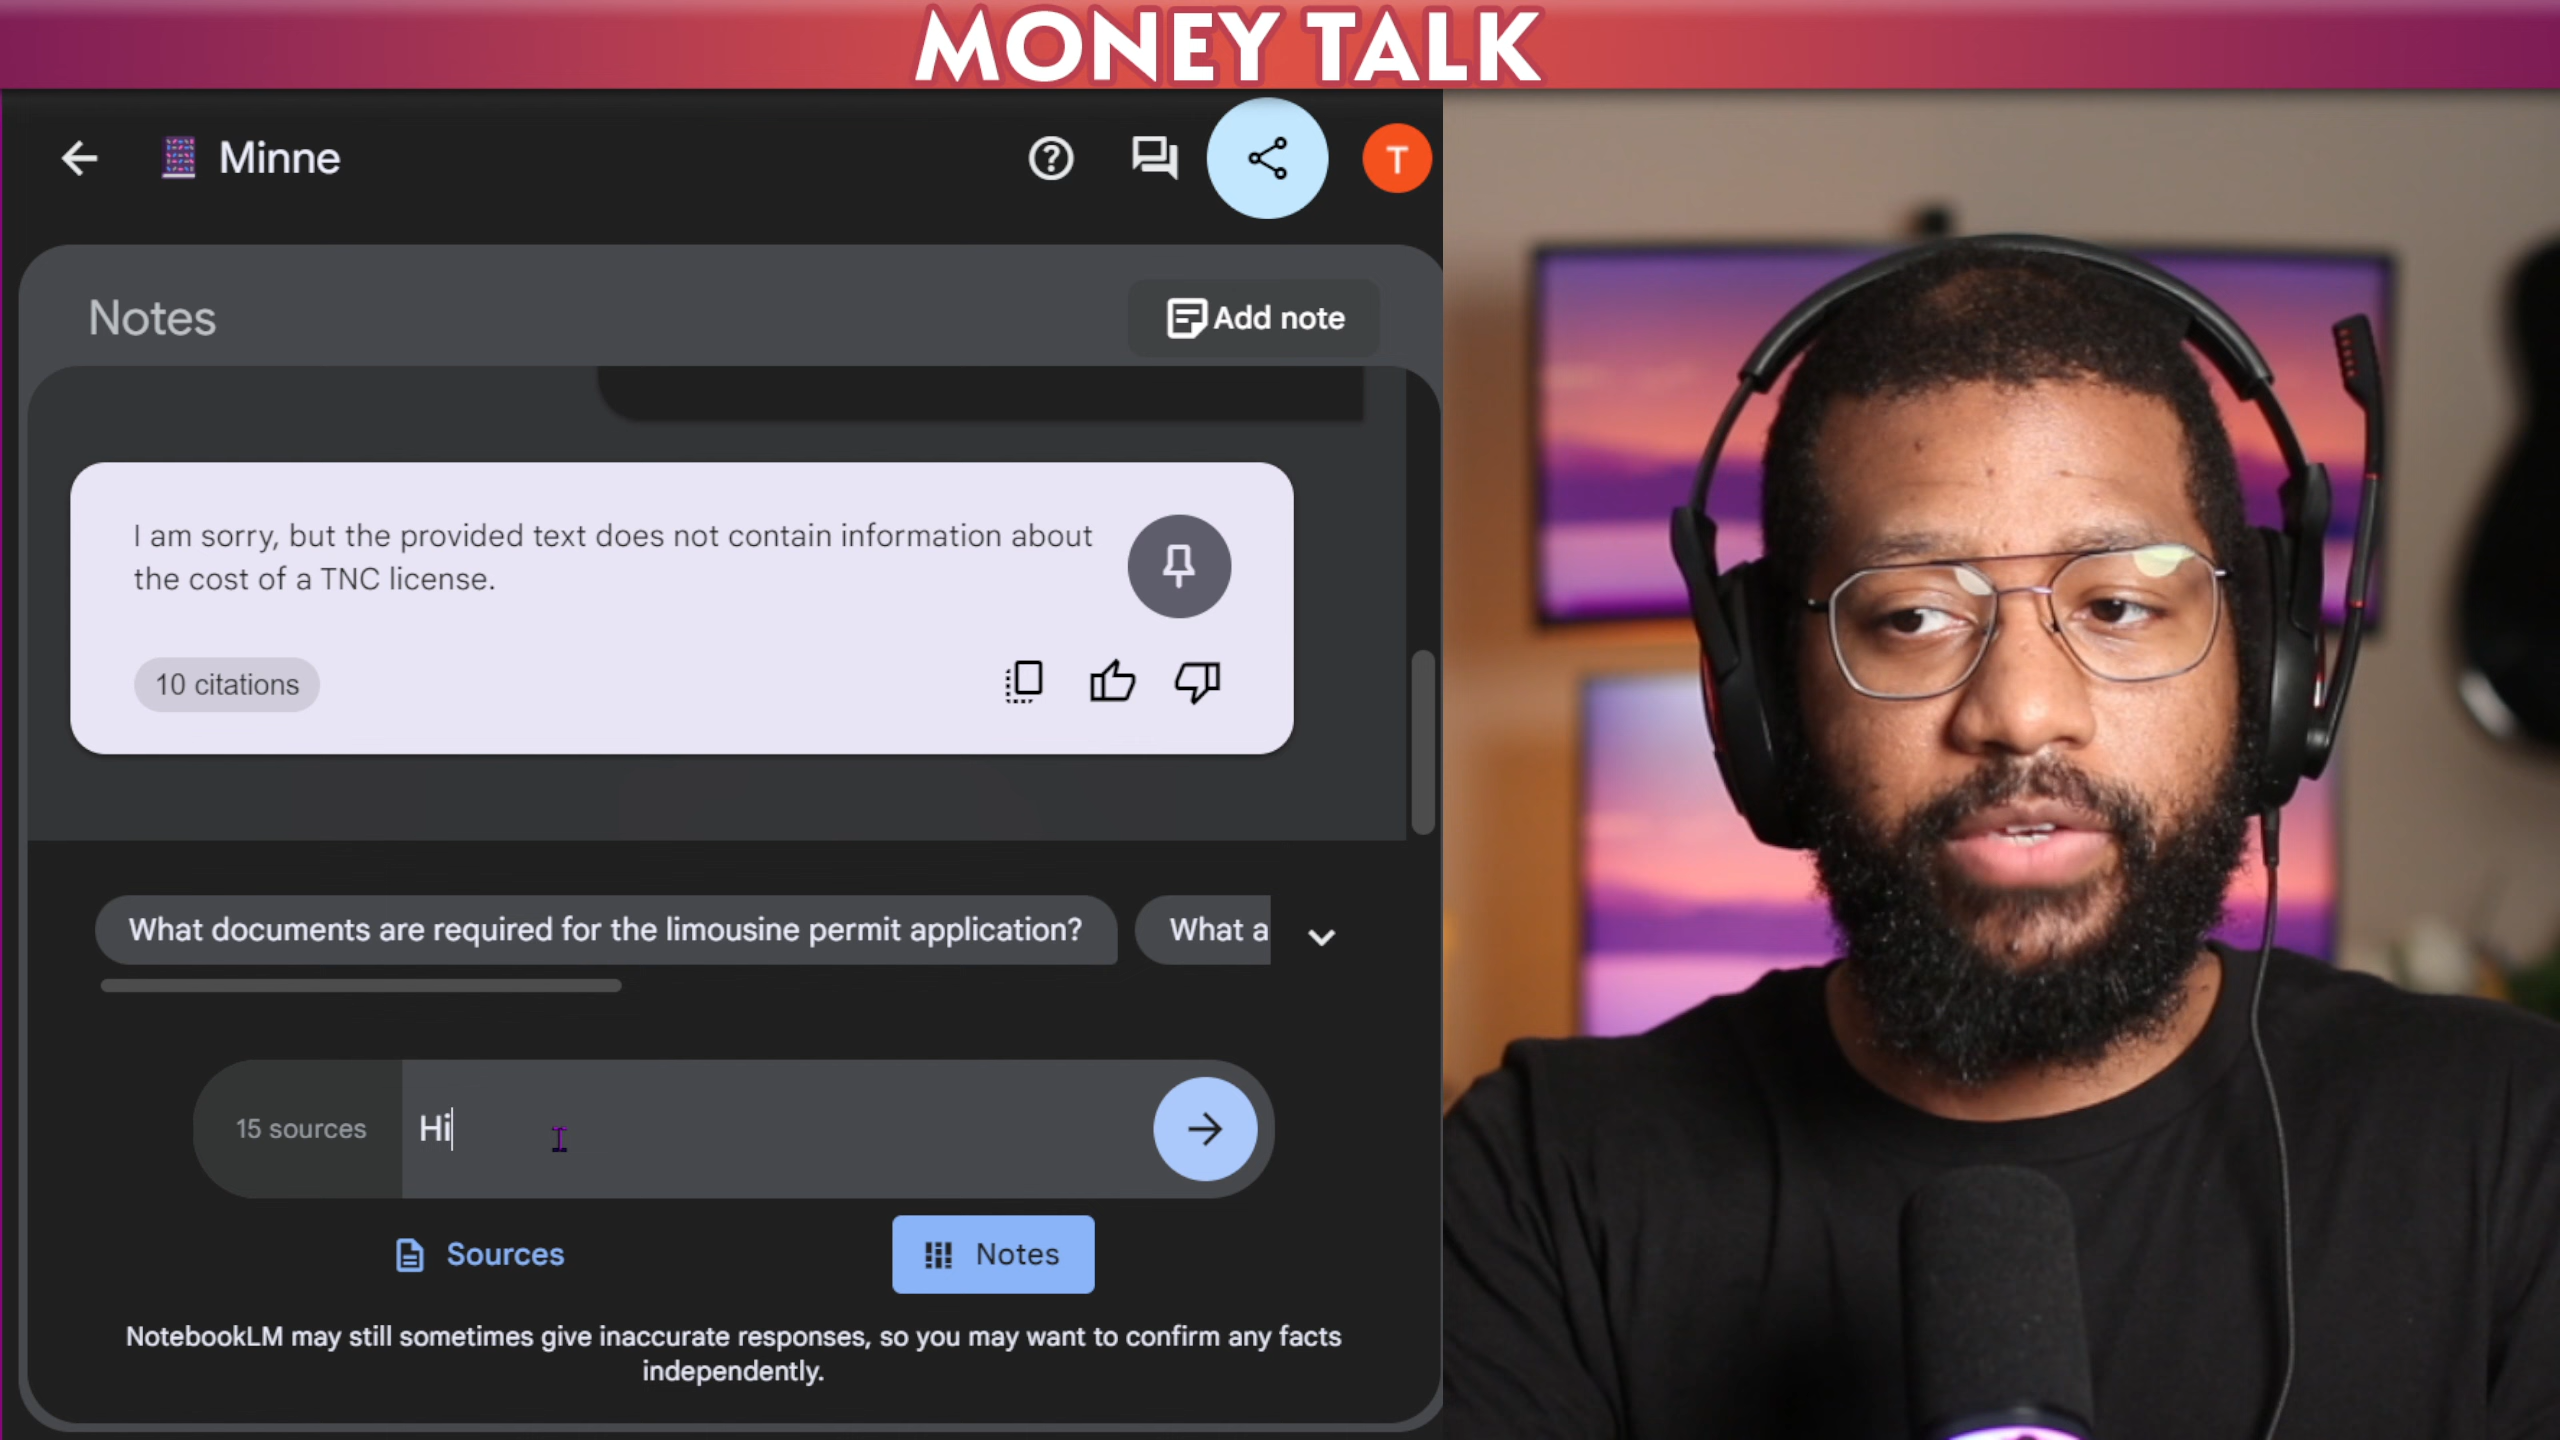 MONEY TALK
Minne
T
Notes
Add note
I am sorry, but the provided text does not contain information about
the cost of a TNC license.
10 citations
What documents are required for the limousine permit application?
What a
15 sources
Hi
Sources
Notes
NotebookLM may still sometimes give inaccurate responses, so you may want to confirm any facts
independently.